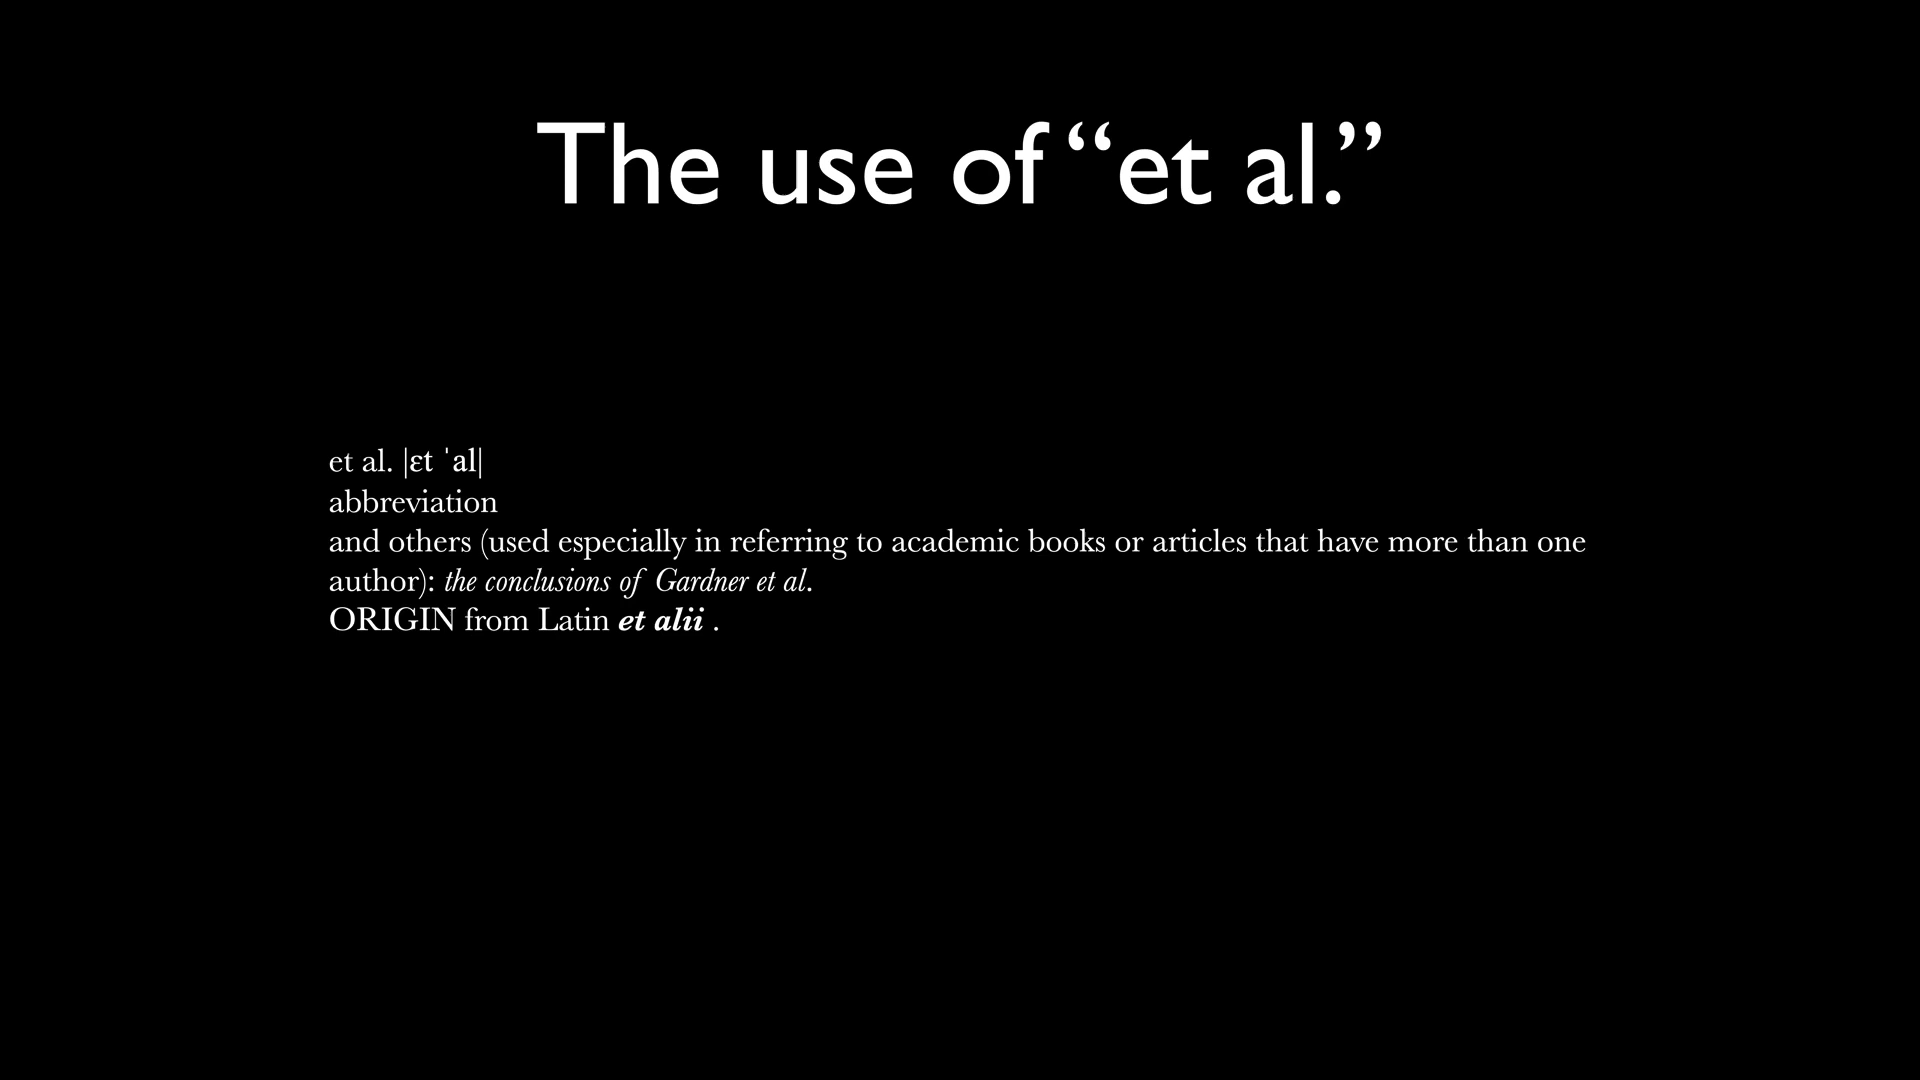 The use of “et al.”
et al. |ɛt ˈal|
abbreviation
and others (used especially in referring to academic books or articles that have more than one
author): the conclusions of Gardner et al.
ORIGIN from Latin et alii .